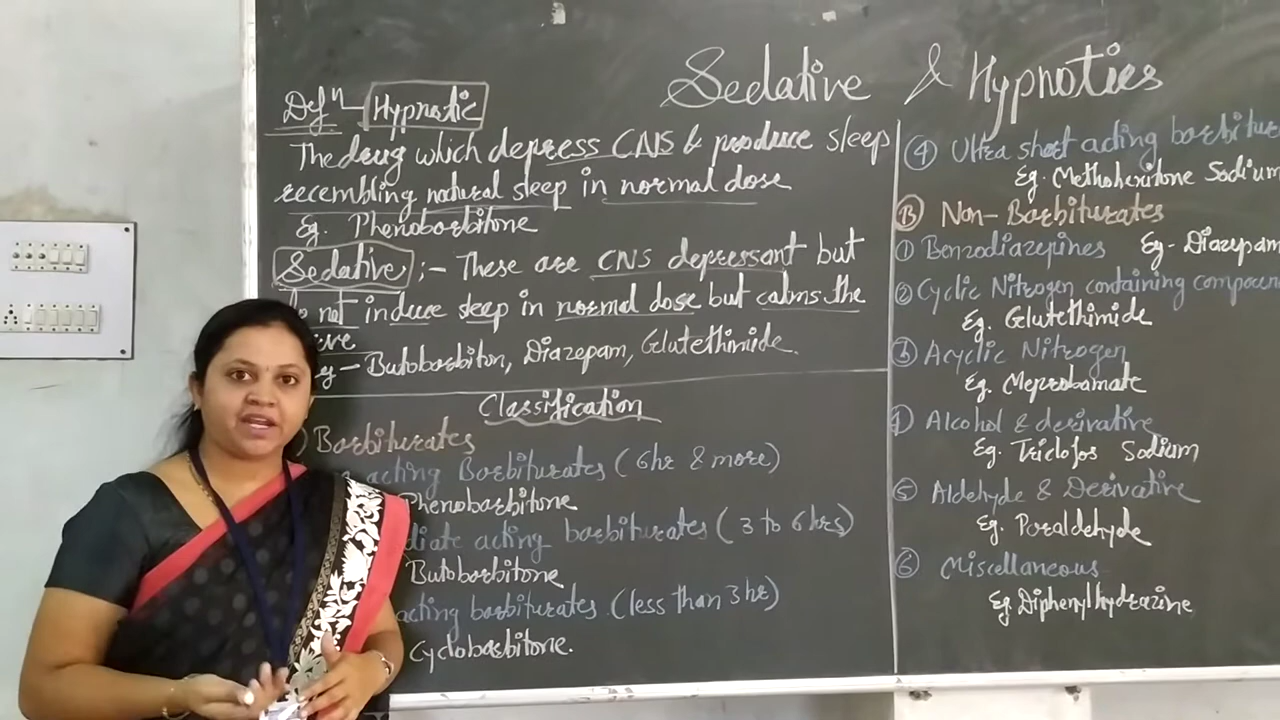 Sedative & Hypnotics
Defn - Hypnotic
The drug which depress CNS & produce sleep
recembling natural sleep in normal dose
Eg. Phenobarbitone
Sedative :- These are CNS depressant but
not induce sleep in normal dose but calms the
Butobarbiton, Diazepam, Glutethimide.
Classification
) Barbiturates
acting Barbiturates (6hr & more)
Phenobarbitone
diate acting barbiturates (3 to 6 hrs)
Butobarbitone
acting barbiturates (less than 3 hr)
Cyclobarbitone.
④ Ultra short acting barbitur
Eg. Methohexitone Sodium
Ⓑ Non-Barbiturates
① Benzodiazepines Eg- Diazepam
② Cyclic Nitrogen containing compoun
Eg. Glutethimide
③ Acyclic Nitrogen
Eg. Meprobamate
④ Alcohol & derivative
Eg. Triclofos Sodium
⑤ Aldehyde & Derivative
Eg. Paraldehyde
⑥ Miscellaneous
Eg. Diphenylhydrazine